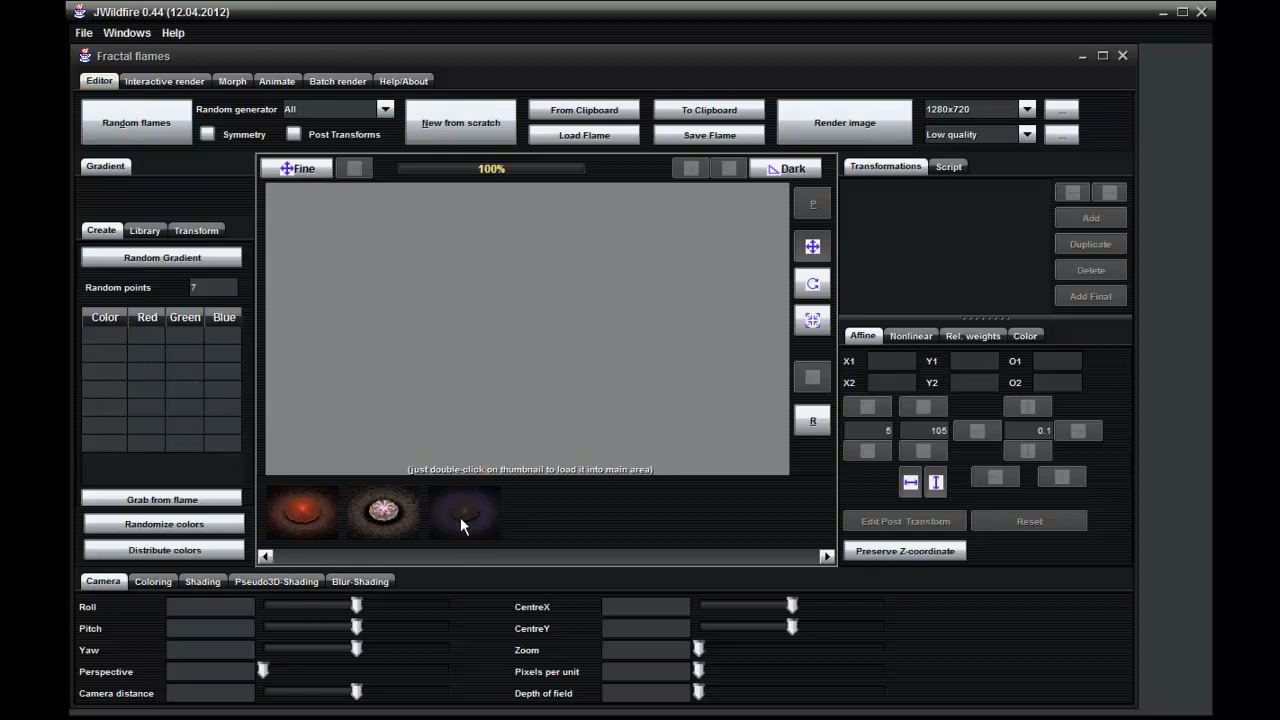 JWildfire 0.44 (12.04.2012)
File Windows Help
Fractal flames
Editor Interactive render Morph Animate Batch render Help/About
Random flames Random generator All New from scratch From Clipboard To Clipboard Render image 1280x720 ...
Symmetry Post Transforms Load Flame Save Flame Low quality ...
Gradient Fine 100% Dark Transformations Script
P
Add
Create Library Transform
Duplicate
Random Gradient
Delete
Random points 7
Add Final
Color Red Green Blue
Affine Nonlinear Rel. weights Color
X1 Y1 O1
X2 Y2 O2
R
5 105 0.1
(just double-click on thumbnail to load it into main area)
Grab from flame
Randomize colors Edit Post Transform Reset
Distribute colors Preserve Z-coordinate
Camera Coloring Shading Pseudo3D-Shading Blur-Shading
Roll CentreX
Pitch CentreY
Yaw Zoom
Perspective Pixels per unit
Camera distance Depth of field